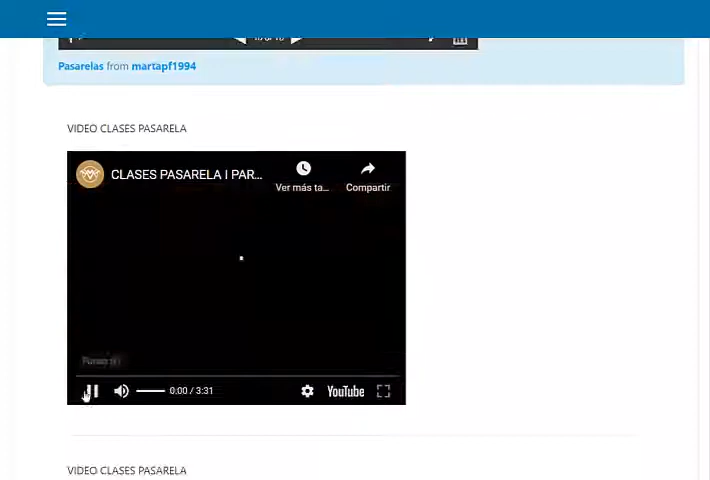 Pasarelas from martapf1994
VIDEO CLASES PASARELA
CLASES PASARELA I PAR...
Ver más ta...
Compartir
0:00 / 3:31
YouTube
VIDEO CLASES PASARELA